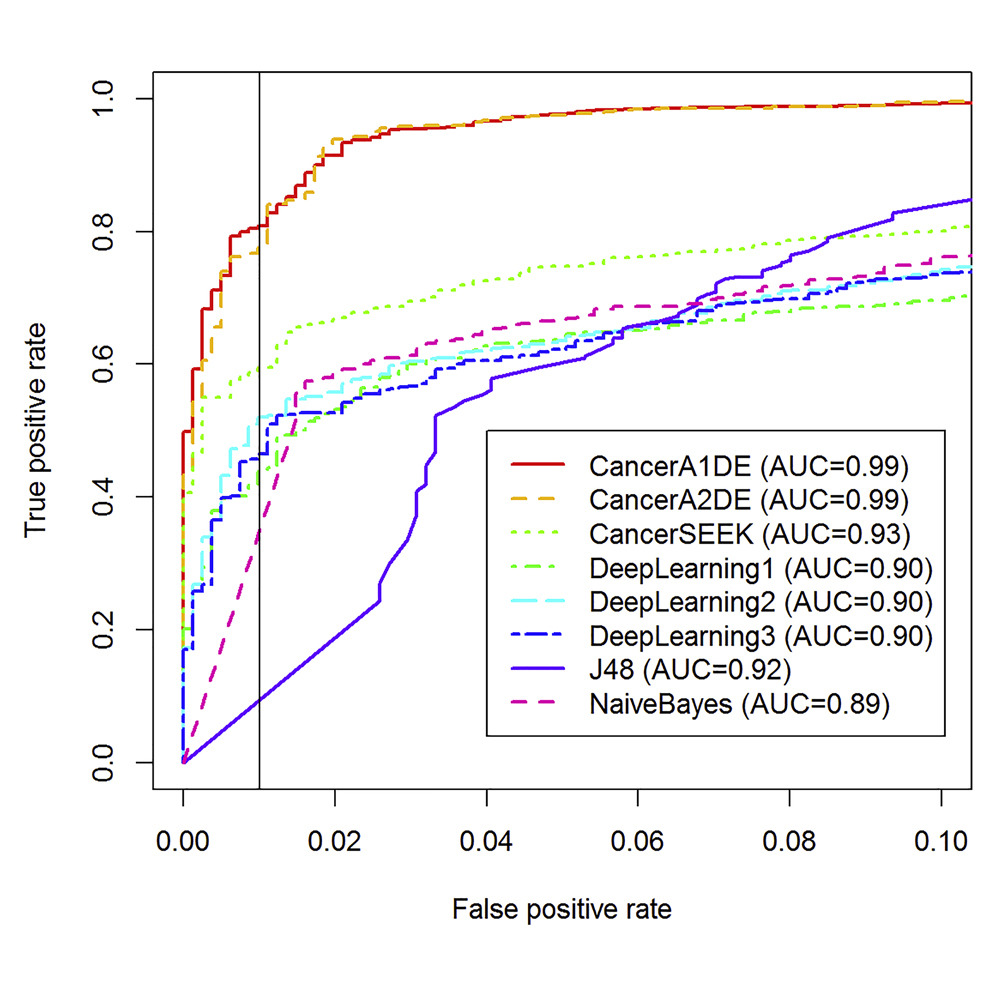 True positive rate
1.0
0.8
0.6
0.4
0.2
0.0
CancerA1DE (AUC=0.99)
CancerA2DE (AUC=0.99)
CancerSEEK (AUC=0.93)
DeepLearning1 (AUC=0.90)
DeepLearning2 (AUC=0.90)
DeepLearning3 (AUC=0.90)
J48 (AUC=0.92)
NaiveBayes (AUC=0.89)
0.00 0.02 0.04 0.06 0.08 0.10
False positive rate